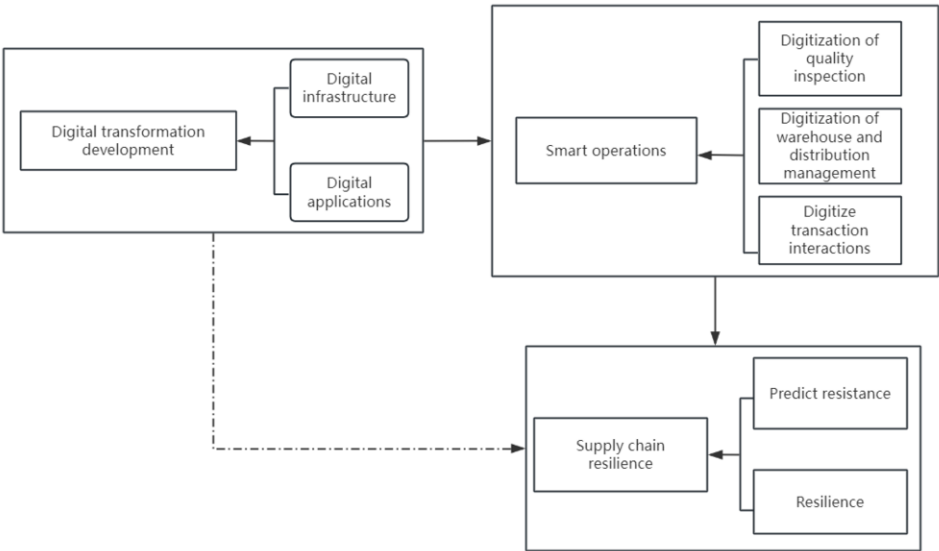 Digital transformation
development
Digital
infrastructure
Digital
applications
Smart operations
Digitization of
quality
inspection
Digitization of
warehouse and
distribution
management
Digitize
transaction
interactions
Supply chain
resilience
Predict resistance
Resilience